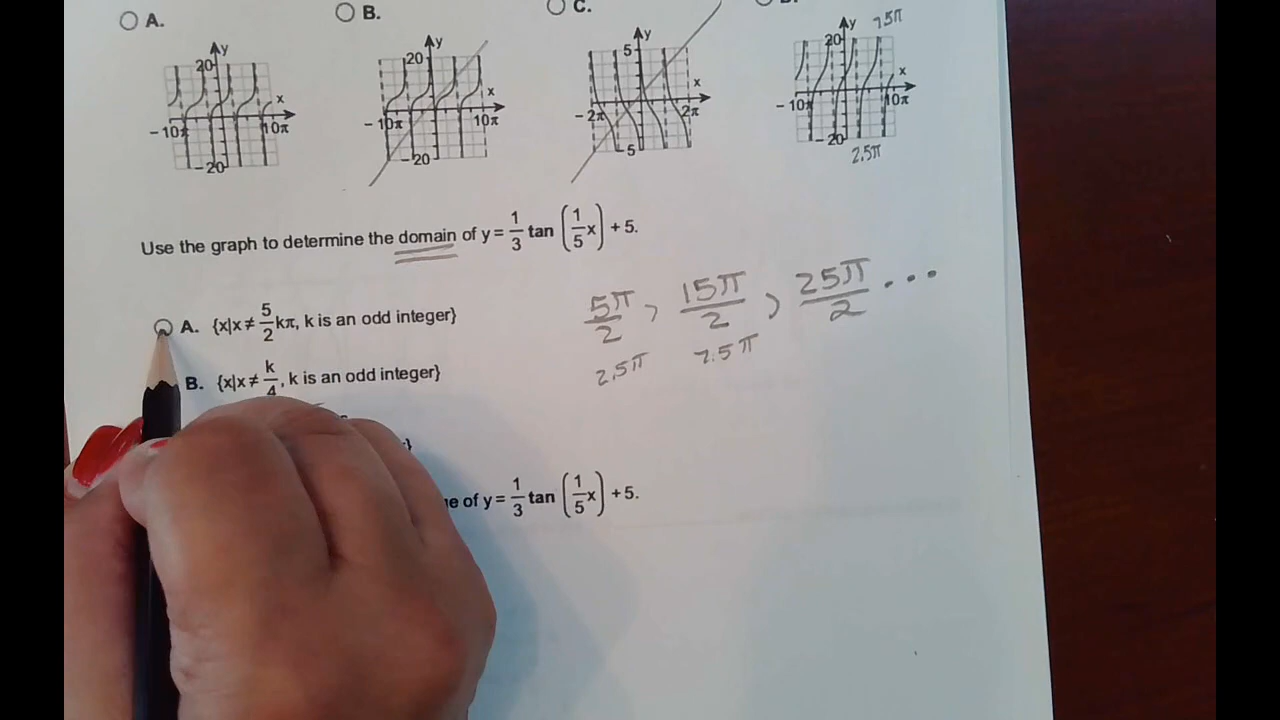 A. B. C.
y 20 x -10π 10π -20
y 20 x -10π 10π -20
y 5 x -2π 2π -5
y 20 7.5π x -10π 10π -20 2.5π
Use the graph to determine the domain of y = 1/3 tan (1/5 x) + 5.
A. {x|x ≠ 5/2 kπ, k is an odd integer}
5π/2 , 15π/2 , 25π/2 ...
2.5π 7.5π
B. {x|x ≠ k/4, k is an odd integer}
of y = 1/3 tan (1/5 x) + 5.